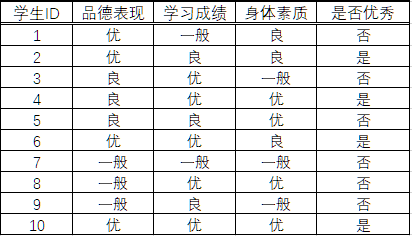 学生ID 品德表现 学习成绩 身体素质 是否优秀
1 优 一般 良 否
2 优 良 良 是
3 良 优 一般 否
4 良 优 优 是
5 良 良 优 否
6 优 优 良 是
7 一般 一般 一般 否
8 一般 优 优 否
9 一般 良 一般 否
10 优 优 优 是